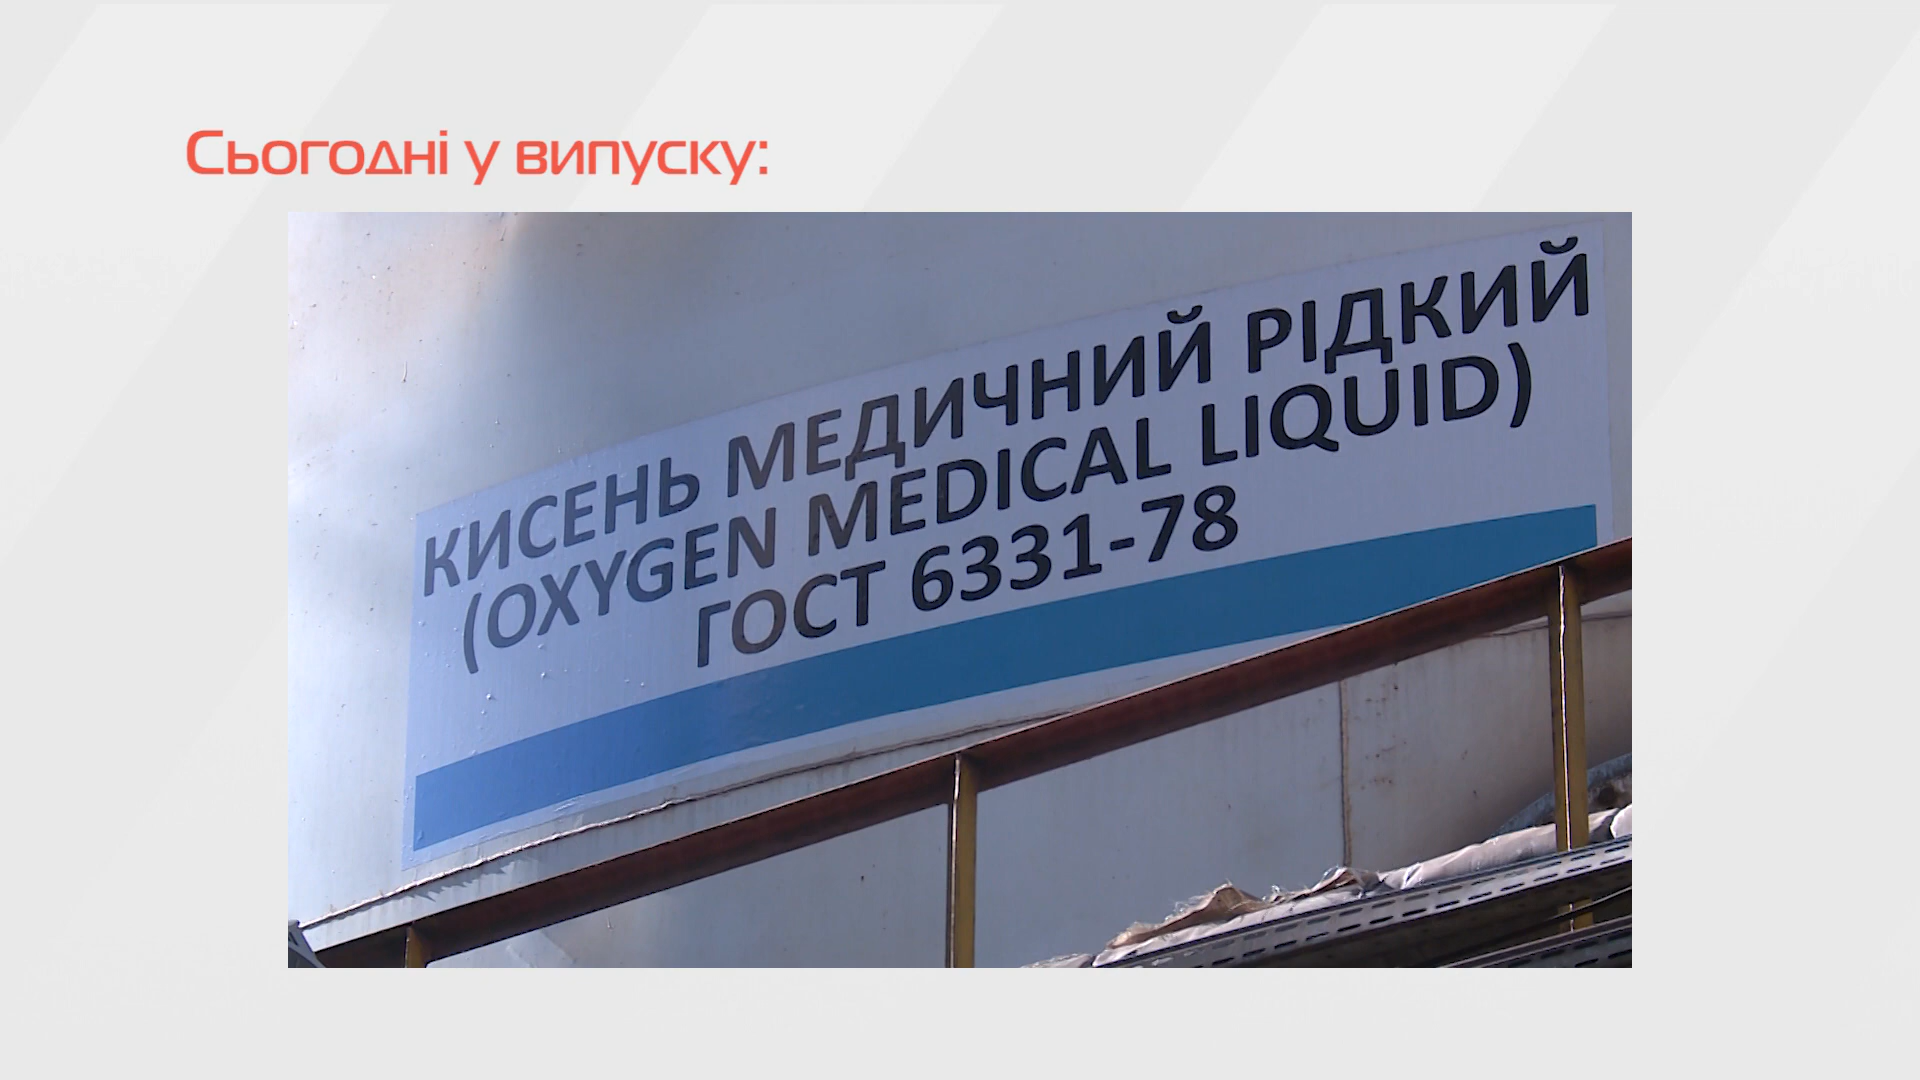 Сьогодні у випуску:
КИСЕНЬ МЕДИЧНИЙ РІДКИЙ
(OXYGEN MEDICAL LIQUID)
ГОСТ 6331-78